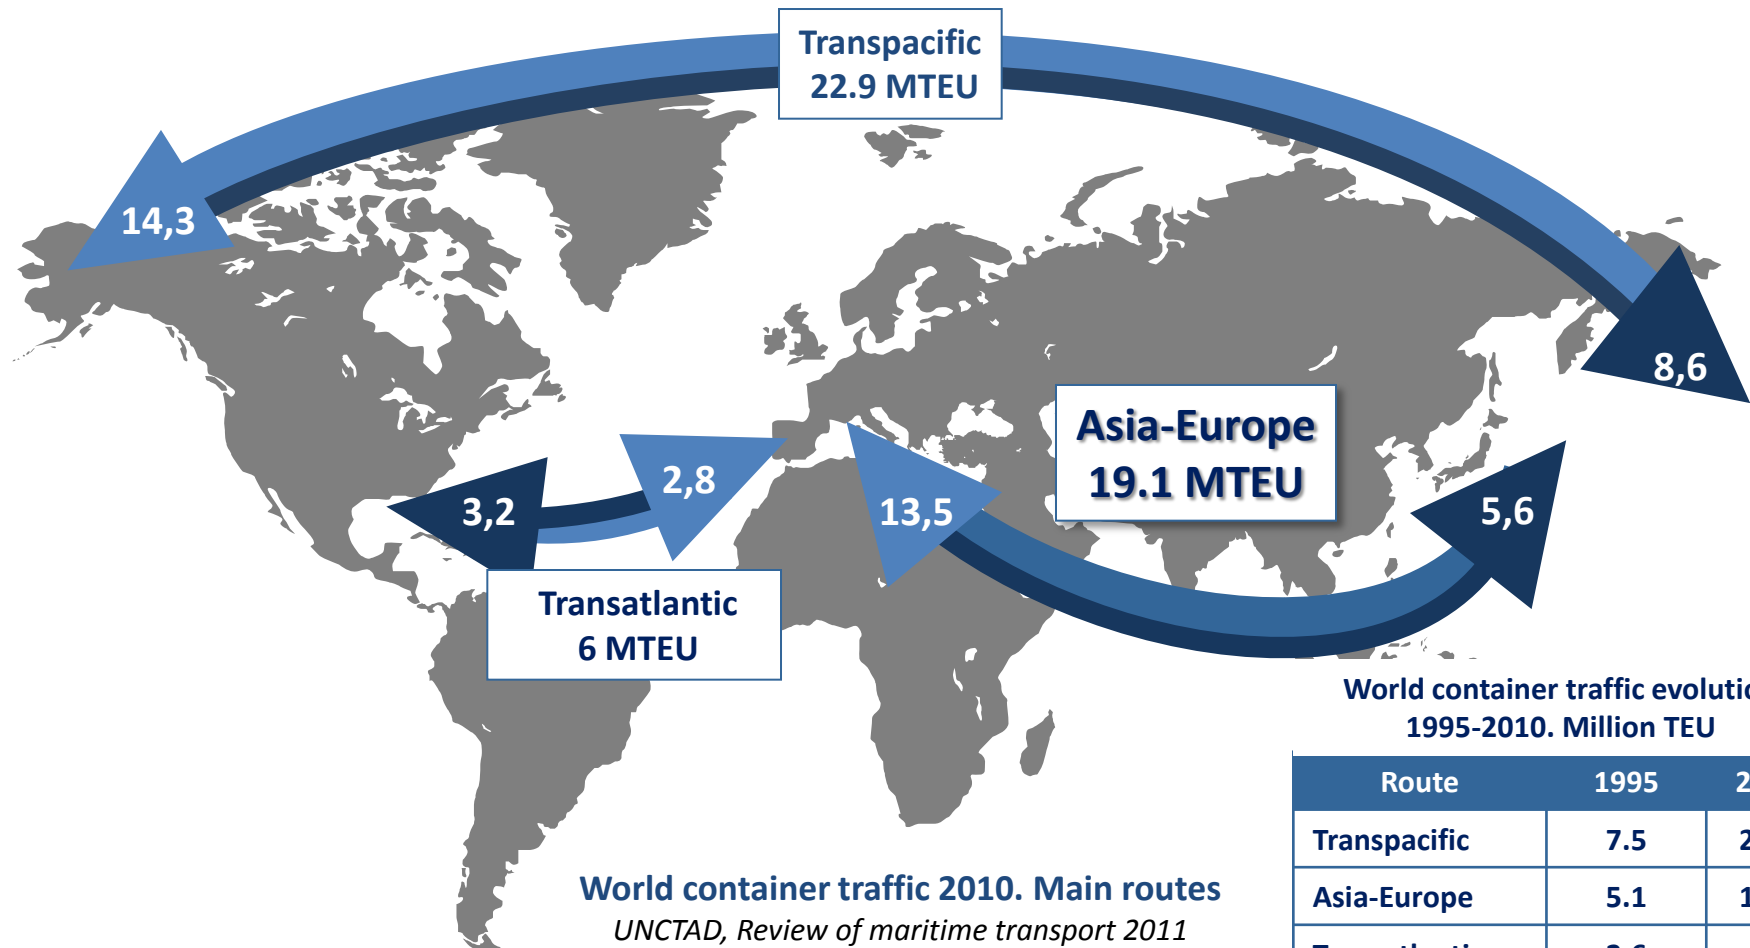 Transpacific
22.9 MTEU
14,3
8,6
Asia-Europe
19.1 MTEU
2,8
3,2
13,5
5,6
Transatlantic
6 MTEU
World container traffic
1995-2010. Million TEU
Route 1995
Transpacific 7.5
Asia-Europe 5.1
World container traffic 2010. Main routes
UNCTAD, Review of maritime transport 2011